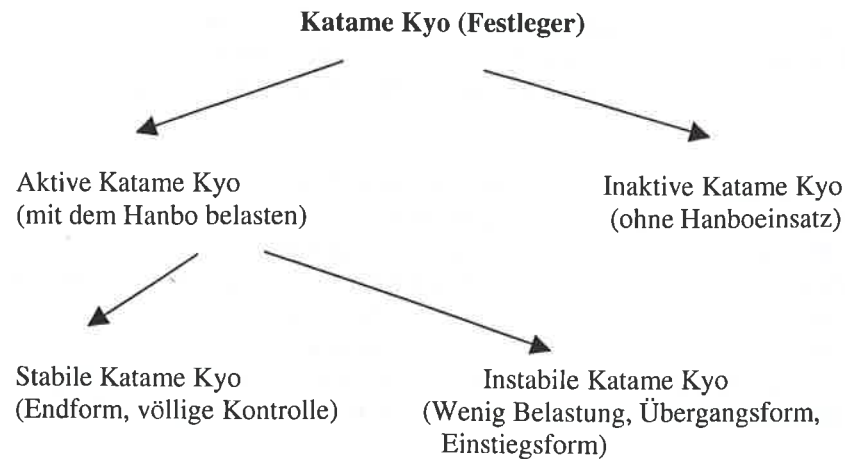 Katame Kyo (Festleger)
Aktive Katame Kyo
(mit dem Hanbo belasten)
Inaktive Katame Kyo
(ohne Hanboeinsatz)
Stabile Katame Kyo
(Endform, völlige Kontrolle)
Instabile Katame Kyo
(Wenig Belastung, Übergangsform,
Einstiegsform)